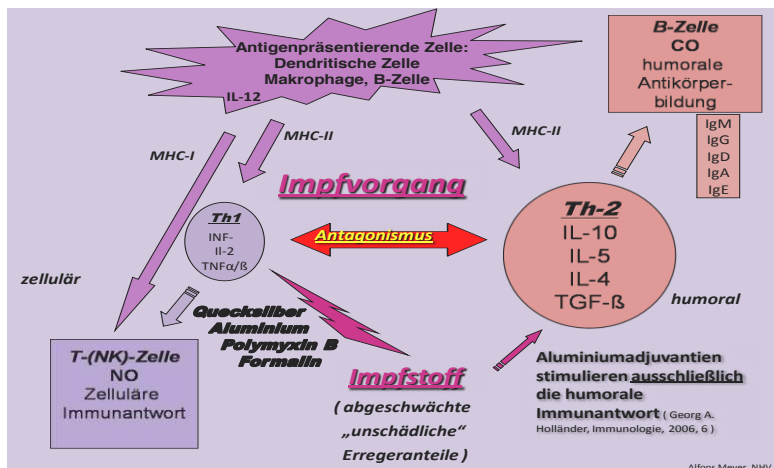 Antigenpräsentierende Zelle:
Dendritische Zelle
Makrophage, B-Zelle
IL-12
B-Zelle
CO
humorale
Antikörper-
bildung
IgM
IgG
IgD
IgA
IgE
MHC-I
MHC-II
MHC-II
Impfvorgang
Th1
INF-
Il-2
TNFα/ß
Antagonismus
Th-2
IL-10
IL-5
IL-4
TGF-ß
zellulär
humoral
Quecksilber
Aluminium
Polymyxin B
Formalin
T-(NK)-Zelle
NO
Zelluläre
Immunantwort
Impfstoff
( abgeschwächte
„unschädliche“
Erregeranteile )
Aluminiumadjuvantien
stimulieren ausschließlich
die humorale
Immunantwort ( Georg A.
Holländer, Immunologie, 2006, 6 )
Alfons Meyer, NHV